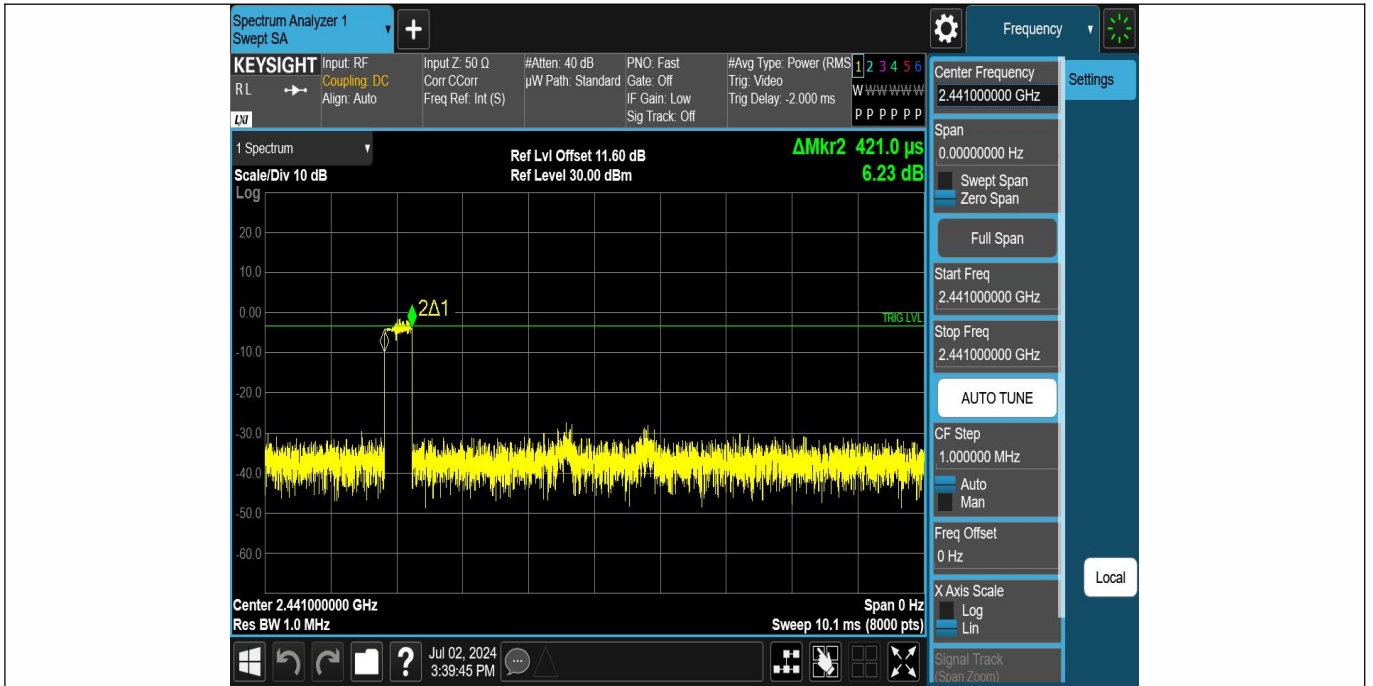 Spectrum Analyzer 1
Swept SA
+
Frequency
KEYSIGHT
Input: RF
Input Z: 50 Ω
#Atten: 40 dB
PNO: Fast
#Avg Type: Power (RMS
1 2 3 4 5 6
R L
Coupling: DC
Corr CCorr
µW Path: Standard
Gate: Off
Trig: Video
W W W W W W
Align: Auto
Freq Ref: Int (S)
IF Gain: Low
Trig Delay: -2.000 ms
LXI
Sig Track: Off
P P P P P P
1 Spectrum
Ref Lvl Offset 11.60 dB
ΔMkr2 421.0 µs
Scale/Div 10 dB
Ref Level 30.00 dBm
6.23 dB
Log
20.0
10.0
0.00
2Δ1
TRIG LVL
-10.0
-20.0
-30.0
-40.0
-50.0
-60.0
Center 2.441000000 GHz
Span 0 Hz
Res BW 1.0 MHz
Sweep 10.1 ms (8000 pts)
Center Frequency
2.441000000 GHz
Settings
Span
0.00000000 Hz
Swept Span
Zero Span
Full Span
Start Freq
2.441000000 GHz
Stop Freq
2.441000000 GHz
AUTO TUNE
CF Step
1.000000 MHz
Auto
Man
Freq Offset
0 Hz
Local
X Axis Scale
Log
Lin
Signal Track
(Span Zoom)
?
Jul 02, 2024
3:39:45 PM